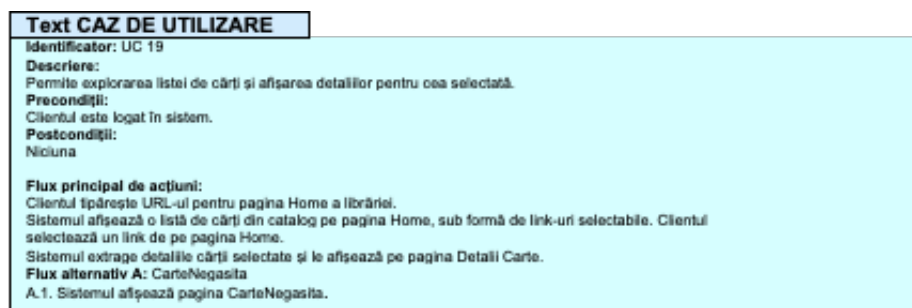 Text CAZ DE UTILIZARE
Identificator: UC 19
Descriere:
Permite explorarea listei de cărți și afișarea detaliilor pentru cea selectată.
Precondiții:
Clientul este logat în sistem.
Postcondiții:
Niciuna
Flux principal de acțiuni:
Clientul tipărește URL-ul pentru pagina Home a librăriei.
Sistemul afișează o listă de cărți din catalog pe pagina Home, sub formă de link-uri selectabile. Clientul
selectează un link de pe pagina Home.
Sistemul extrage detaliile cărții selectate și le afișează pe pagina Detalii Carte.
Flux alternativ A: CarteNegasita
A.1. Sistemul afișează pagina CarteNegasita.